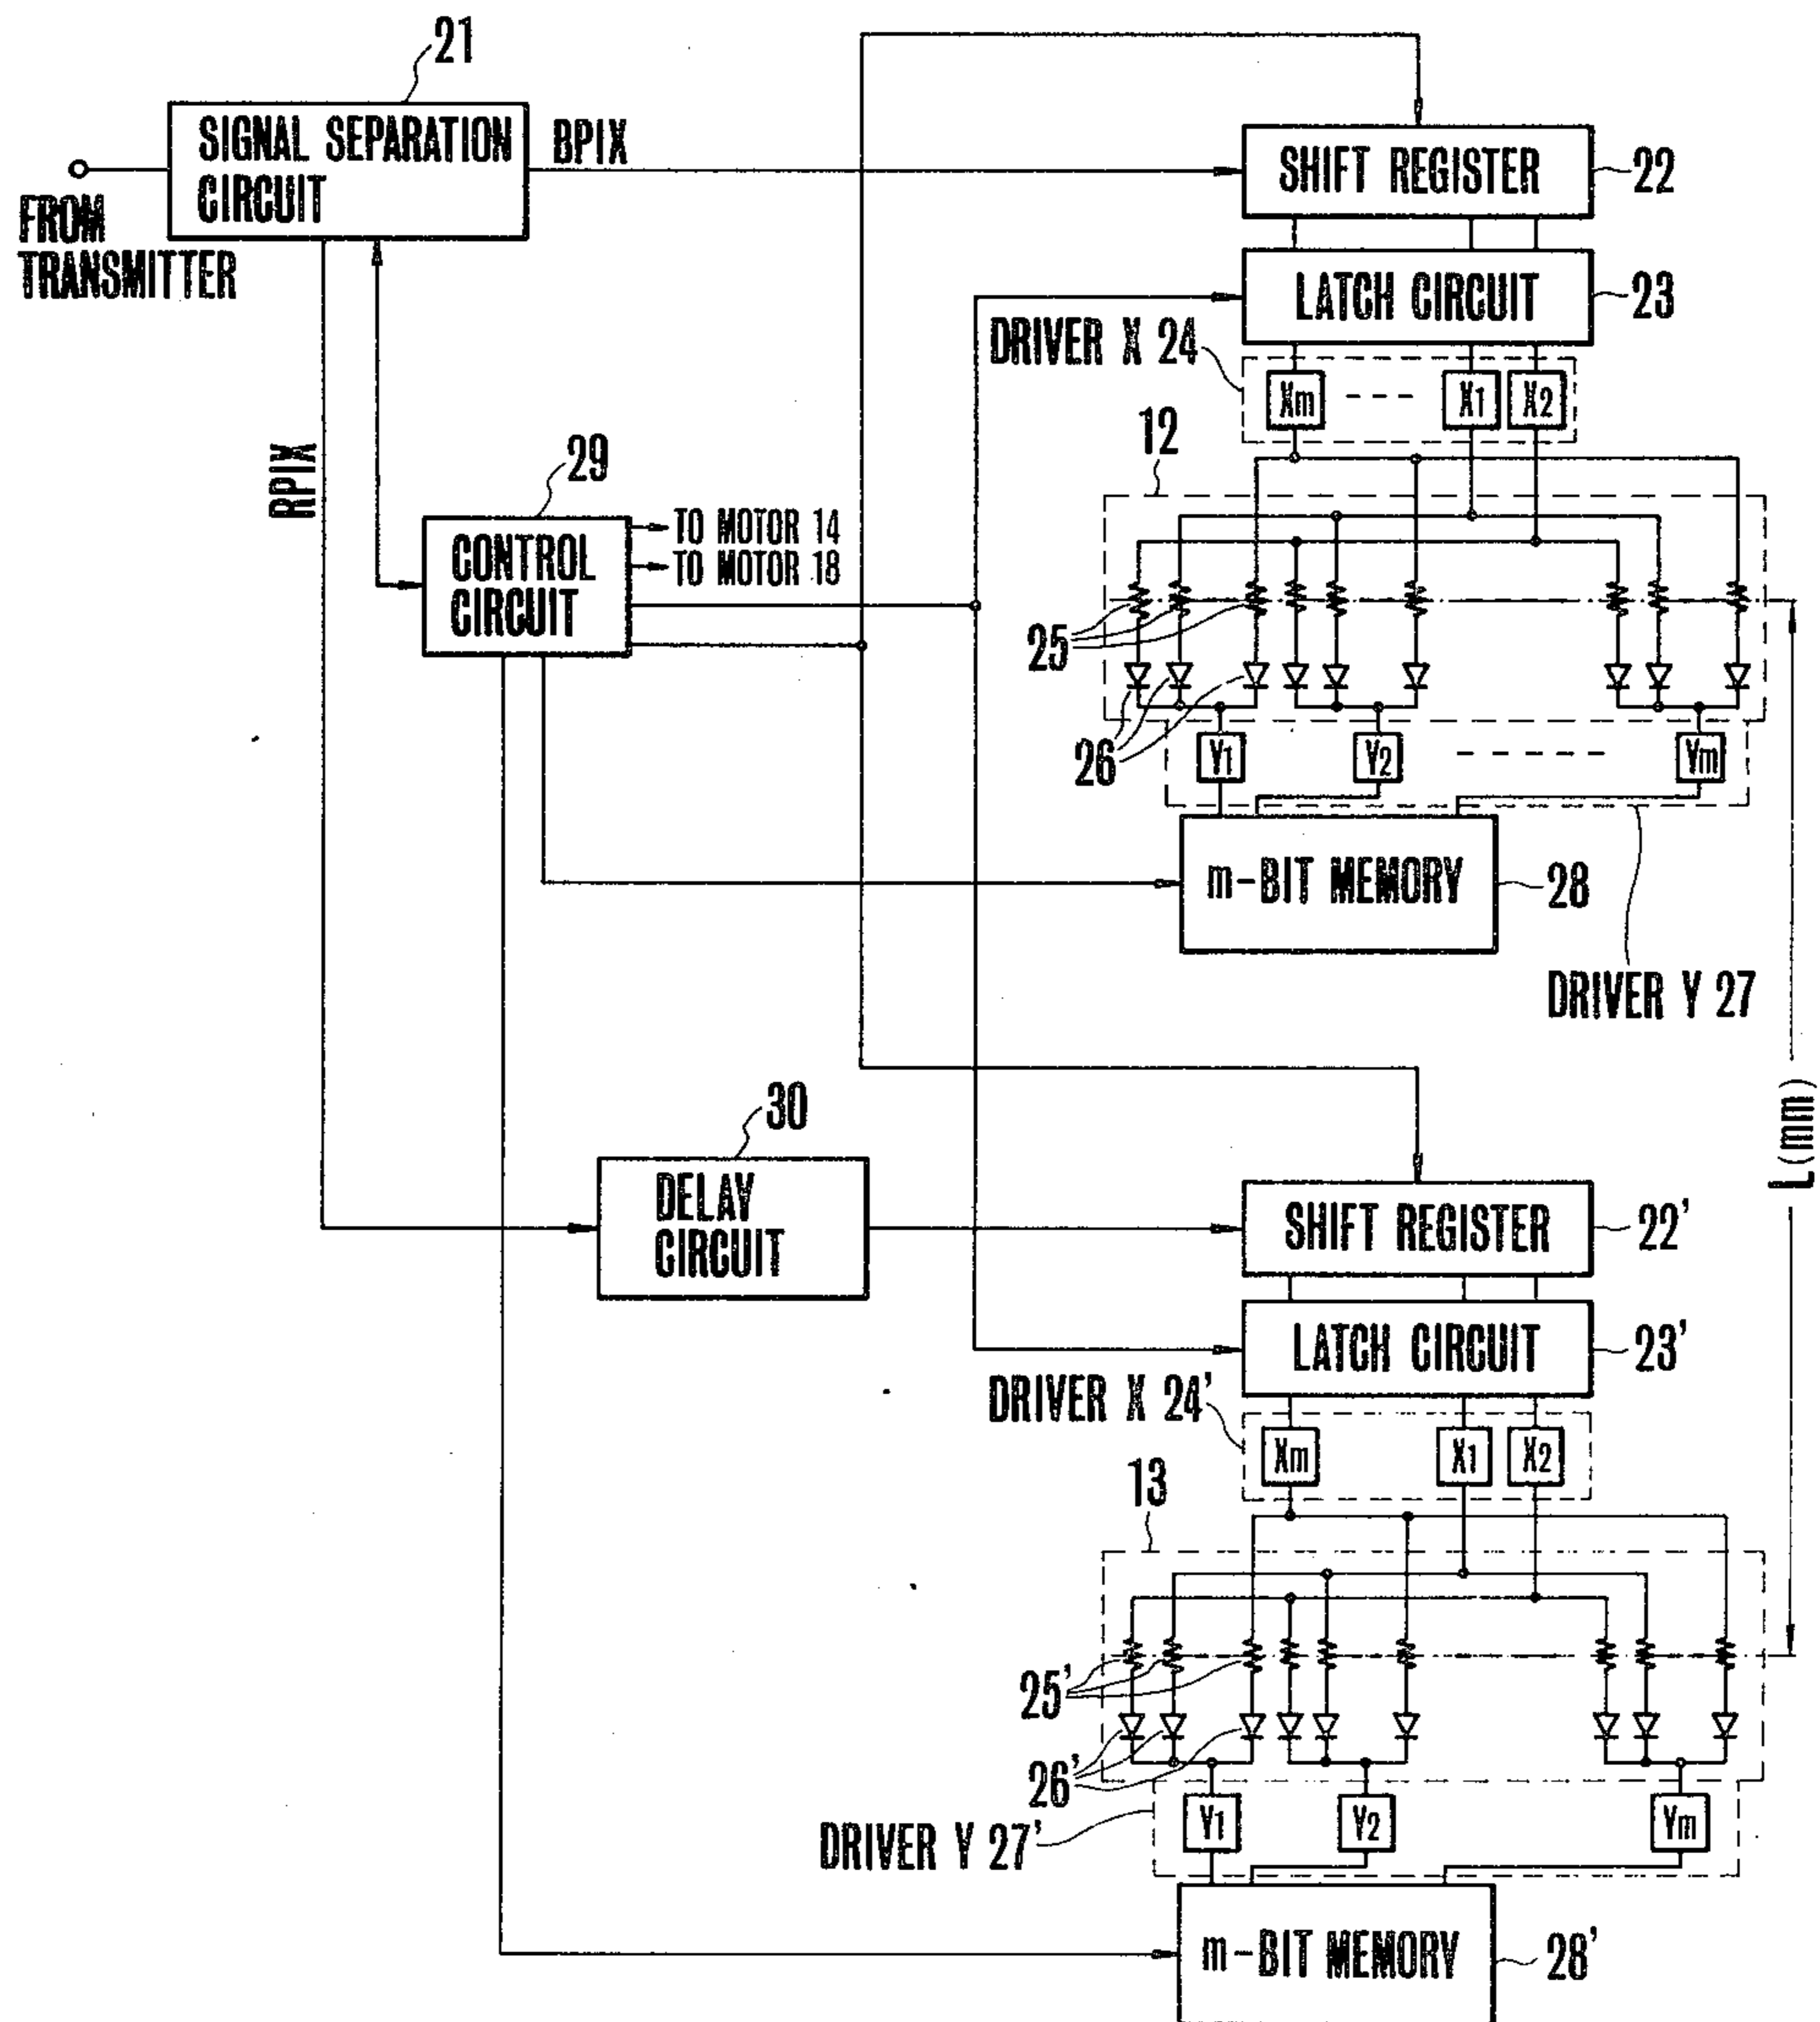 21
SIGNAL SEPARATION
CIRCUIT
BPIX
FROM
TRANSMITTER
SHIFT REGISTER
22
LATCH CIRCUIT
23
DRIVER X 24
Xm
X1
X2
12
RPIX
29
CONTROL
CIRCUIT
TO MOTOR 14
TO MOTOR 18
25
26
Y1
Y2
Ym
m-BIT MEMORY
28
DRIVER Y 27
L(mm)
30
DELAY
CIRCUIT
SHIFT REGISTER
22'
LATCH CIRCUIT
23'
DRIVER X 24'
Xm
X1
X2
13
25'
26'
Y1
Y2
Ym
DRIVER Y 27'
m-BIT MEMORY
28'